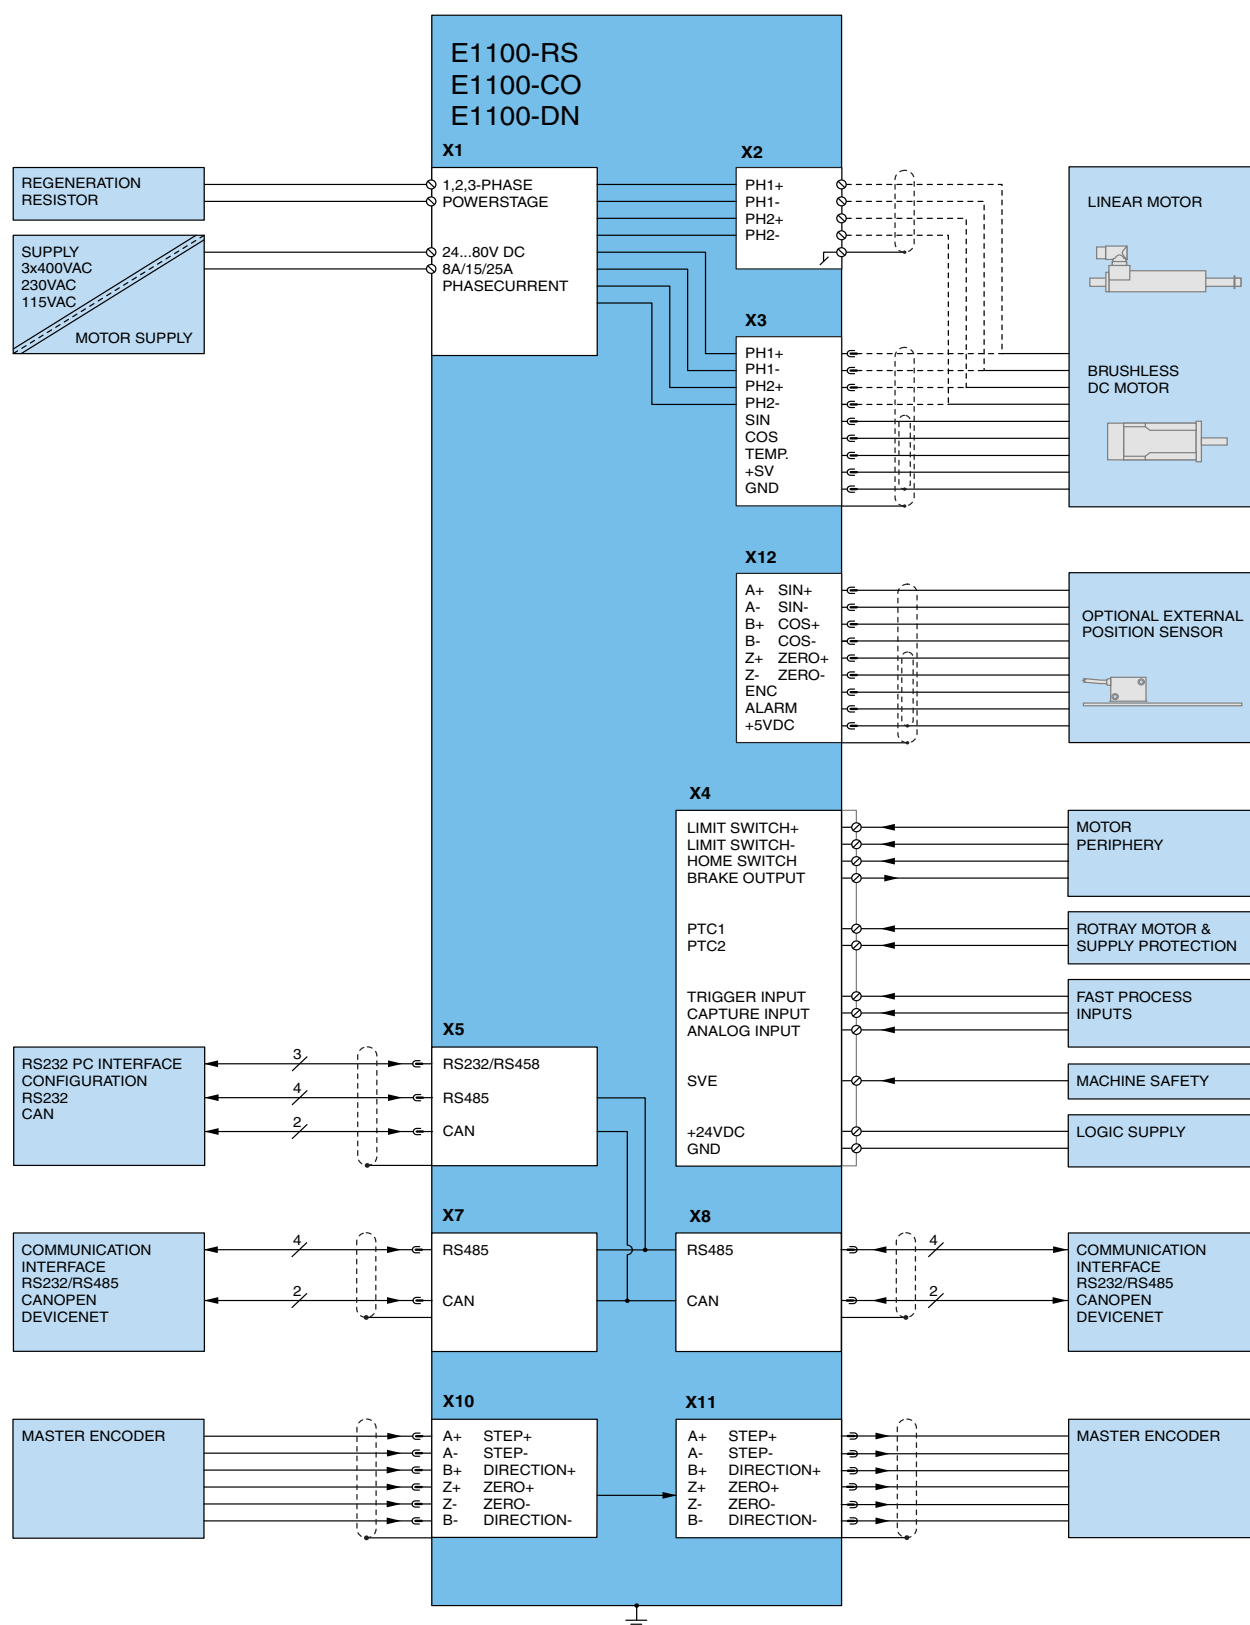 E1100-RS
E1100-CO
E1100-DN
X1
REGENERATION
RESISTOR
SUPPLY
3x400VAC
230VAC
115VAC
MOTOR SUPPLY
1,2,3-PHASE
POWERSTAGE
24...80V DC
8A/15/25A
PHASECURRENT
X2
PH1+
PH1-
PH2+
PH2-
LINEAR MOTOR
BRUSHLESS
DC MOTOR
X3
PH1+
PH1-
PH2+
PH2-
SIN
COS
TEMP.
+SV
GND
X12
A+ SIN+
A- SIN-
B+ COS+
B- COS-
Z+ ZERO+
Z- ZERO-
ENC
ALARM
+5VDC
OPTIONAL EXTERNAL
POSITION SENSOR
X4
LIMIT SWITCH+
LIMIT SWITCH-
HOME SWITCH
BRAKE OUTPUT
PTC1
PTC2
TRIGGER INPUT
CAPTURE INPUT
ANALOG INPUT
SVE
+24VDC
GND
MOTOR
PERIPHERY
ROTRAY MOTOR &
SUPPLY PROTECTION
FAST PROCESS
INPUTS
MACHINE SAFETY
LOGIC SUPPLY
X5
RS232 PC INTERFACE
CONFIGURATION
RS232
CAN
3
4
2
RS232/RS458
RS485
CAN
X7
COMMUNICATION
INTERFACE
RS232/RS485
CANOPEN
DEVICENET
4
2
RS485
CAN
X8
RS485
CAN
4
2
COMMUNICATION
INTERFACE
RS232/RS485
CANOPEN
DEVICENET
X10
MASTER ENCODER
A+ STEP+
A- STEP-
B+ DIRECTION+
Z+ ZERO+
Z- ZERO-
B- DIRECTION-
X11
A+ STEP+
A- STEP-
B+ DIRECTION+
Z+ ZERO+
Z- ZERO-
B- DIRECTION-
MASTER ENCODER